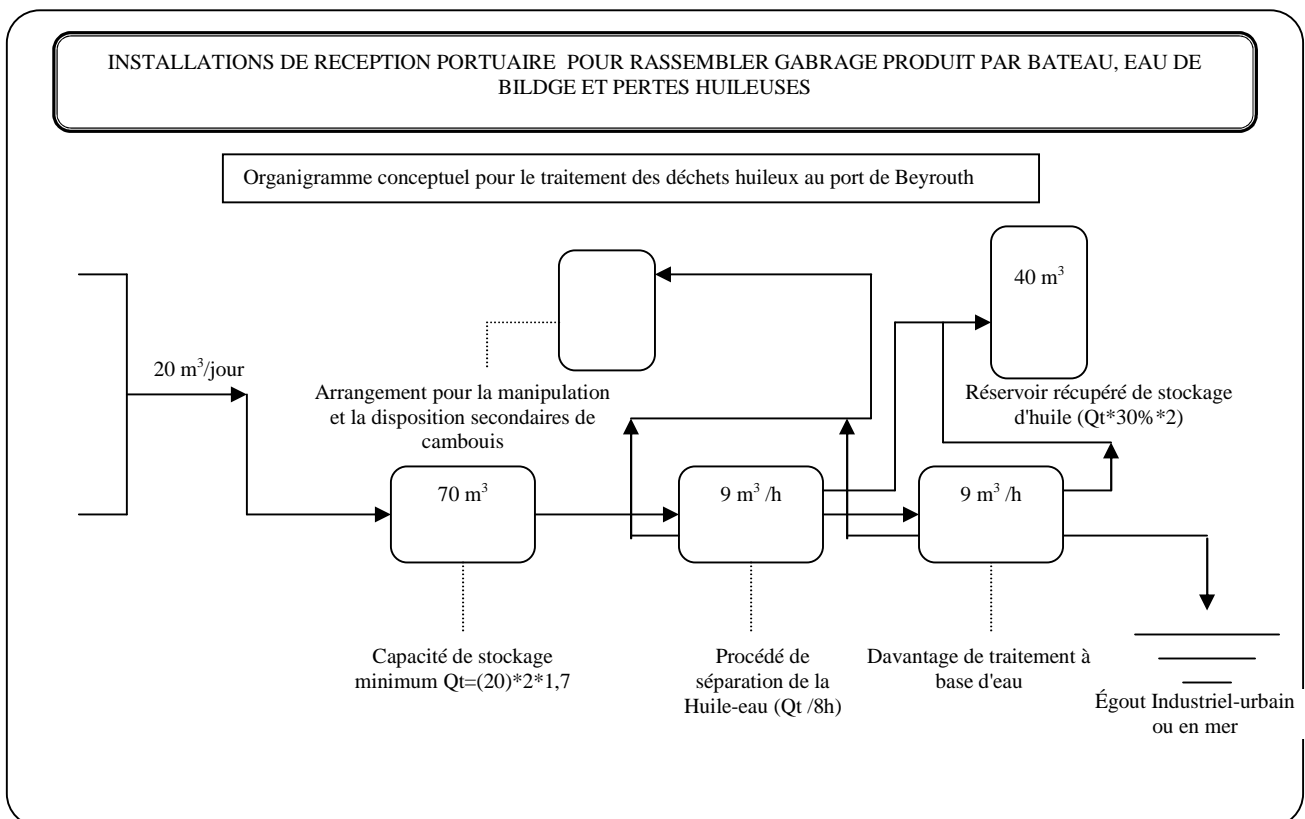 INSTALLATIONS DE RECEPTION PORTUAIRE POUR RASSEMBLER GABRAGE PRODUIT PAR BATEAU, EAU DE
BILDGE ET PERTES HUILEUSES
Organigramme conceptuel pour le traitement des déchets huileux au port de Beyrouth
40 m³
20 m³/jour
Arrangement pour la manipulation
et la disposition secondaires de
cambouis
Réservoir récupéré de stockage
d'huile (Qt*30%*2)
70 m³
9 m³ /h
9 m³ /h
Capacité de stockage
minimum Qt=(20)*2*1,7
Procédé de
séparation de la
Huile-eau (Qt /8h)
Davantage de traitement à
base d'eau
Égout Industriel-urbain
ou en mer